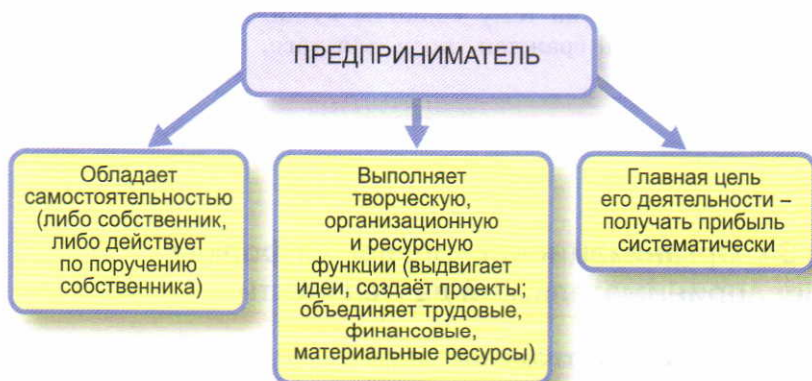 ПРЕДПРИНИМАТЕЛЬ
Обладает
самостоятельностью
(либо собственник,
либо действует
по поручению
собственника)
Выполняет
творческую,
организационную
и ресурсную
функции (выдвигает
идеи, создаёт проекты;
объединяет трудовые,
финансовые,
материальные ресурсы)
Главная цель
его деятельности –
получать прибыль
систематически